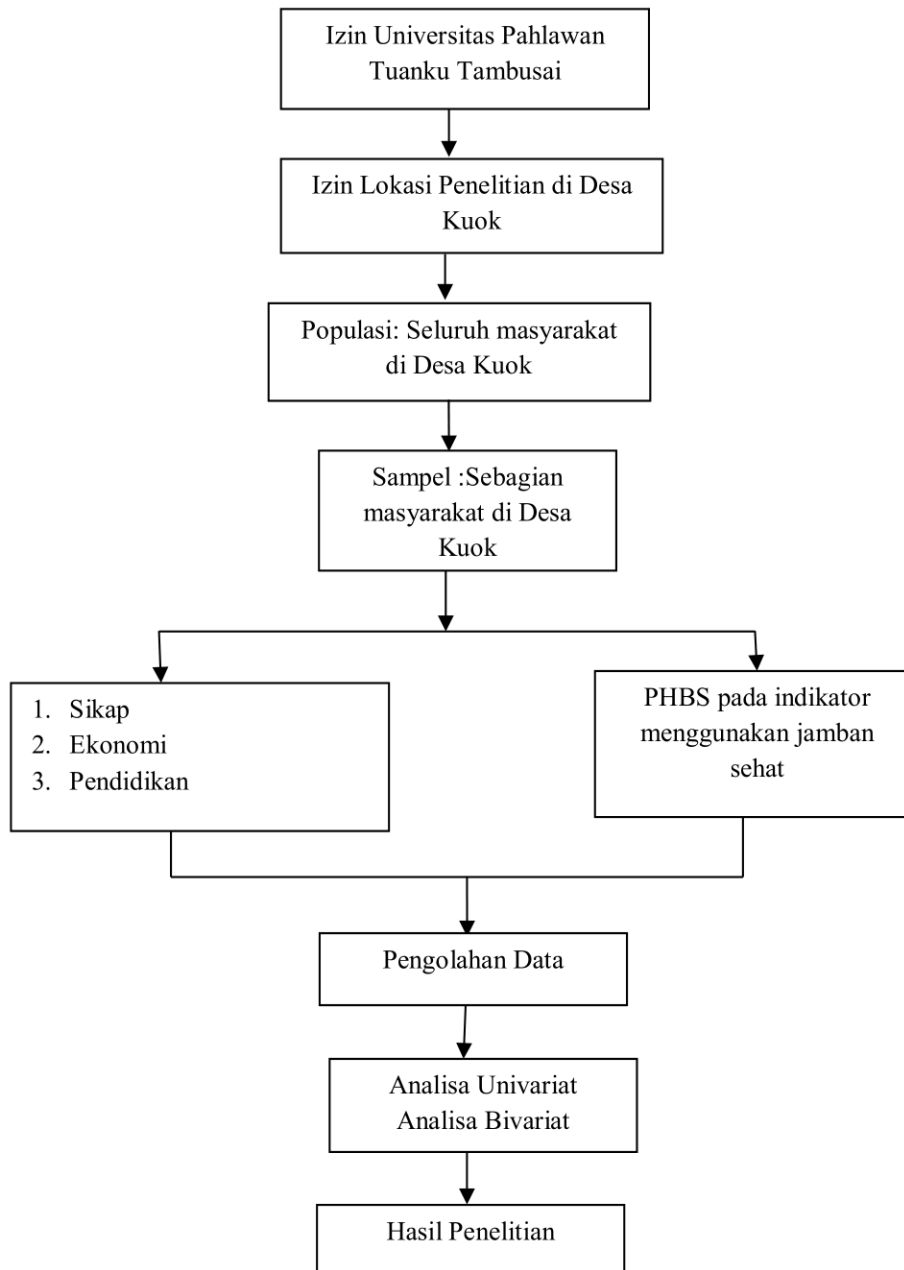 Izin Universitas Pahlawan
Tuanku Tambusai
Izin Lokasi Penelitian di Desa
Kuok
Populasi: Seluruh masyarakat
di Desa Kuok
Sampel :Sebagian
masyarakat di Desa
Kuok
1. Sikap
2. Ekonomi
3. Pendidikan
PHBS pada indikator
menggunakan jamban
sehat
Pengolahan Data
Analisa Univariat
Analisa Bivariat
Hasil Penelitian